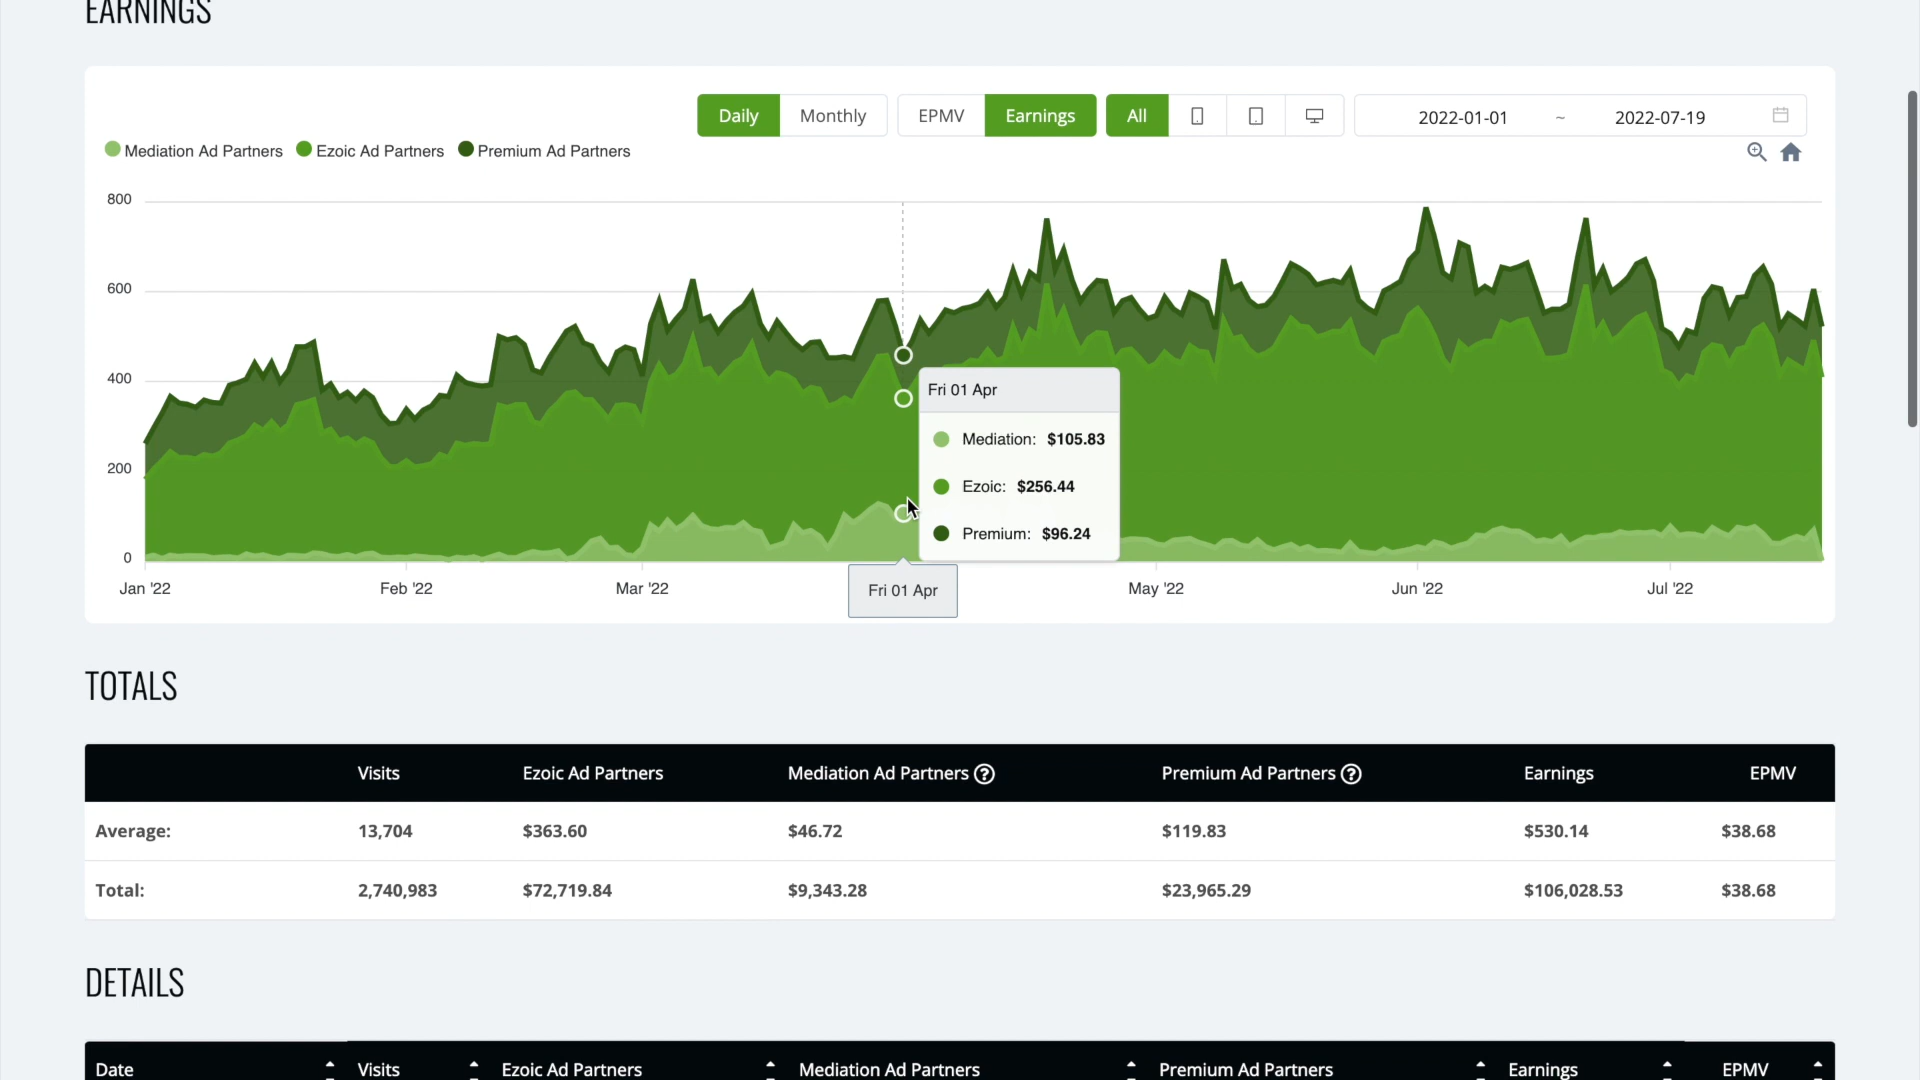 EARNINGS
Daily Monthly EPMV Earnings All 2022-01-01 ~ 2022-07-19
Mediation Ad Partners Ezoic Ad Partners Premium Ad Partners
800
600
400
200
0
Fri 01 Apr
Mediation: $105.83
Ezoic: $256.44
Premium: $96.24
Jan '22 Feb '22 Mar '22 Fri 01 Apr May '22 Jun '22 Jul '22
TOTALS
Visits Ezoic Ad Partners Mediation Ad Partners ? Premium Ad Partners ? Earnings EPMV
Average: 13,704 $363.60 $46.72 $119.83 $530.14 $38.68
Total: 2,740,983 $72,719.84 $9,343.28 $23,965.29 $106,028.53 $38.68
DETAILS
Date Visits Ezoic Ad Partners Mediation Ad Partners Premium Ad Partners Earnings EPMV